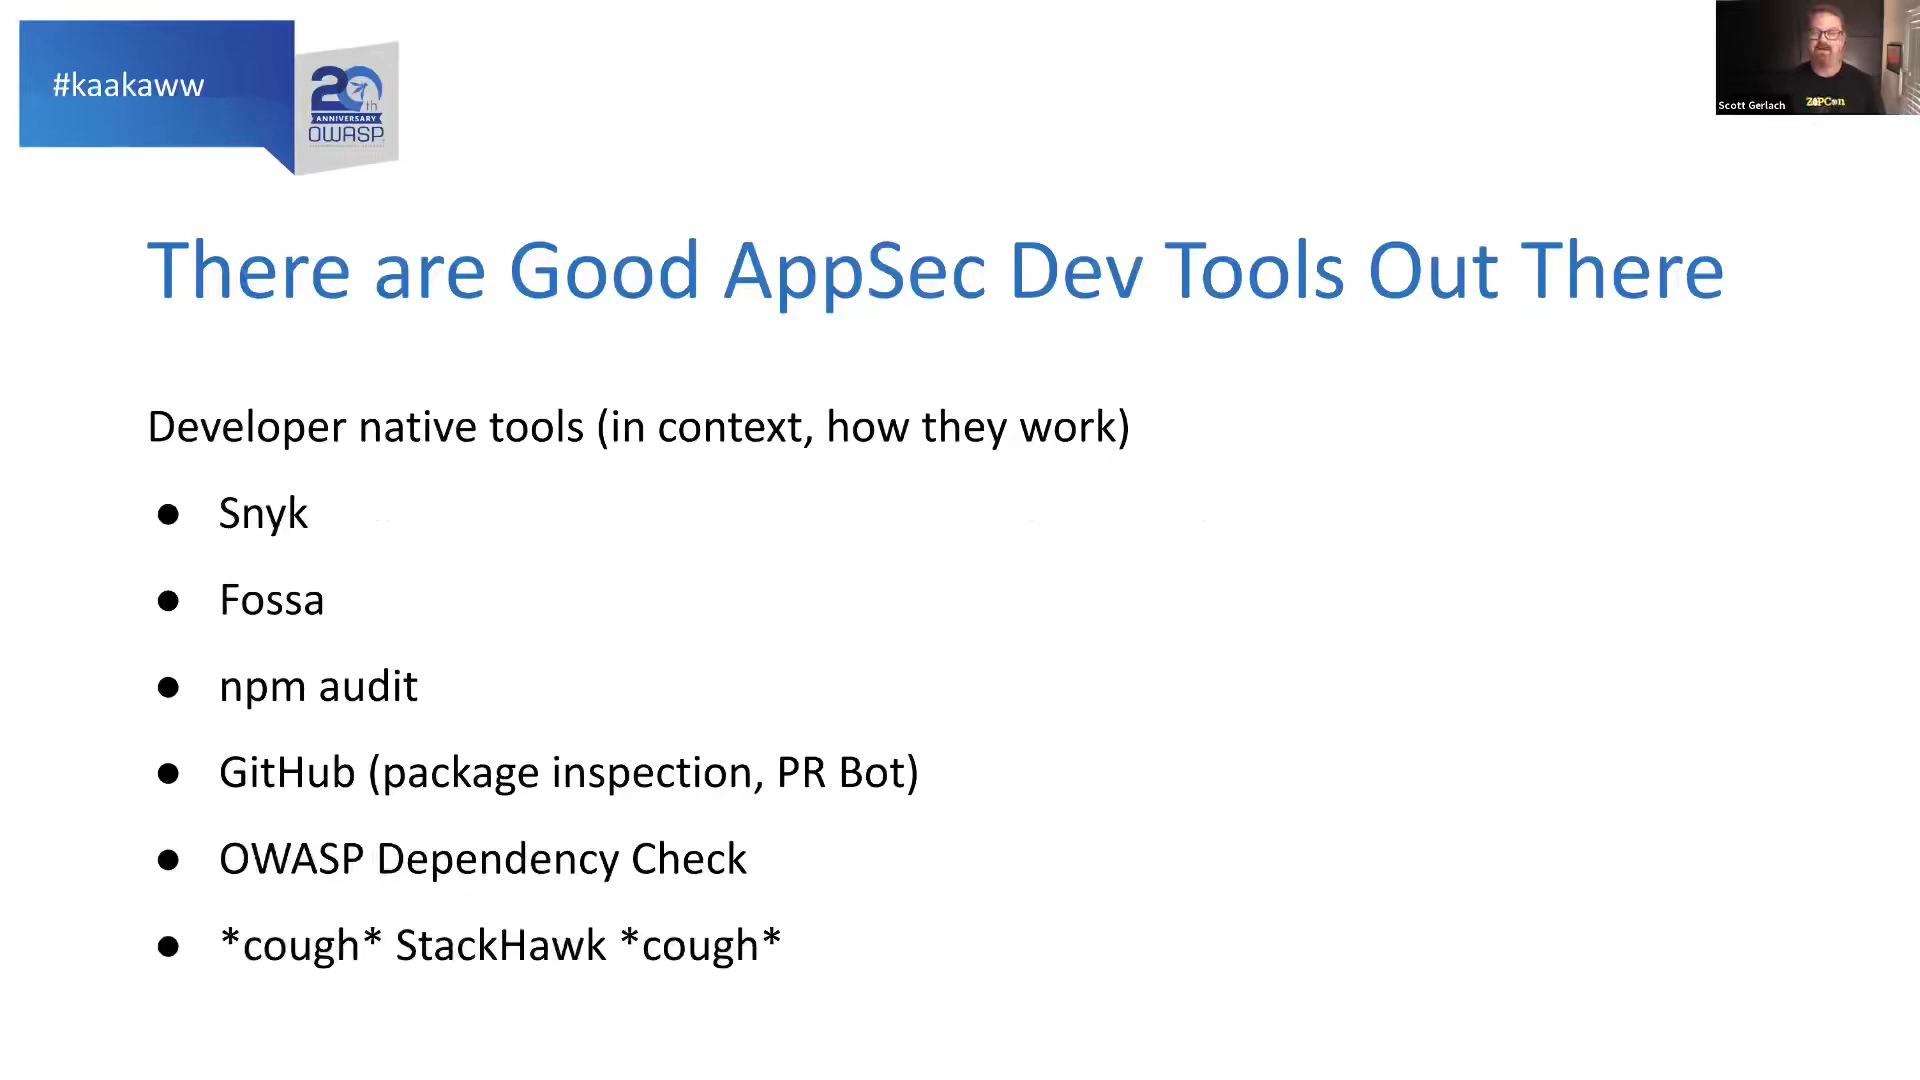 #kaakaww
20th
ANNIVERSARY
OWASP
Scott Gerlach
ZAPCon
There are Good AppSec Dev Tools Out There
Developer native tools (in context, how they work)
● Snyk
● Fossa
● npm audit
● GitHub (package inspection, PR Bot)
● OWASP Dependency Check
● *cough* StackHawk *cough*